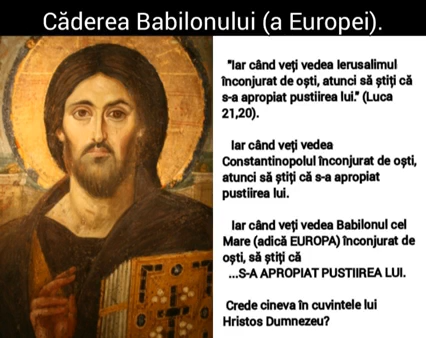 Căderea Babilonului (a Europei).
"Iar când veți vedea Ierusalimul
înconjurat de oști, atunci să știți că
s-a apropiat pustiirea lui." (Luca
21,20).
Iar când veți vedea
Constantinopolul înconjurat de oști,
atunci să știți că s-a apropiat
pustiirea lui.
Iar când veți vedea Babilonul cel
Mare (adică EUROPA) înconjurat de
oști, să știți că
...S-A APROPIAT PUSTIIREA LUI.
Crede cineva în cuvintele lui
Hristos Dumnezeu?